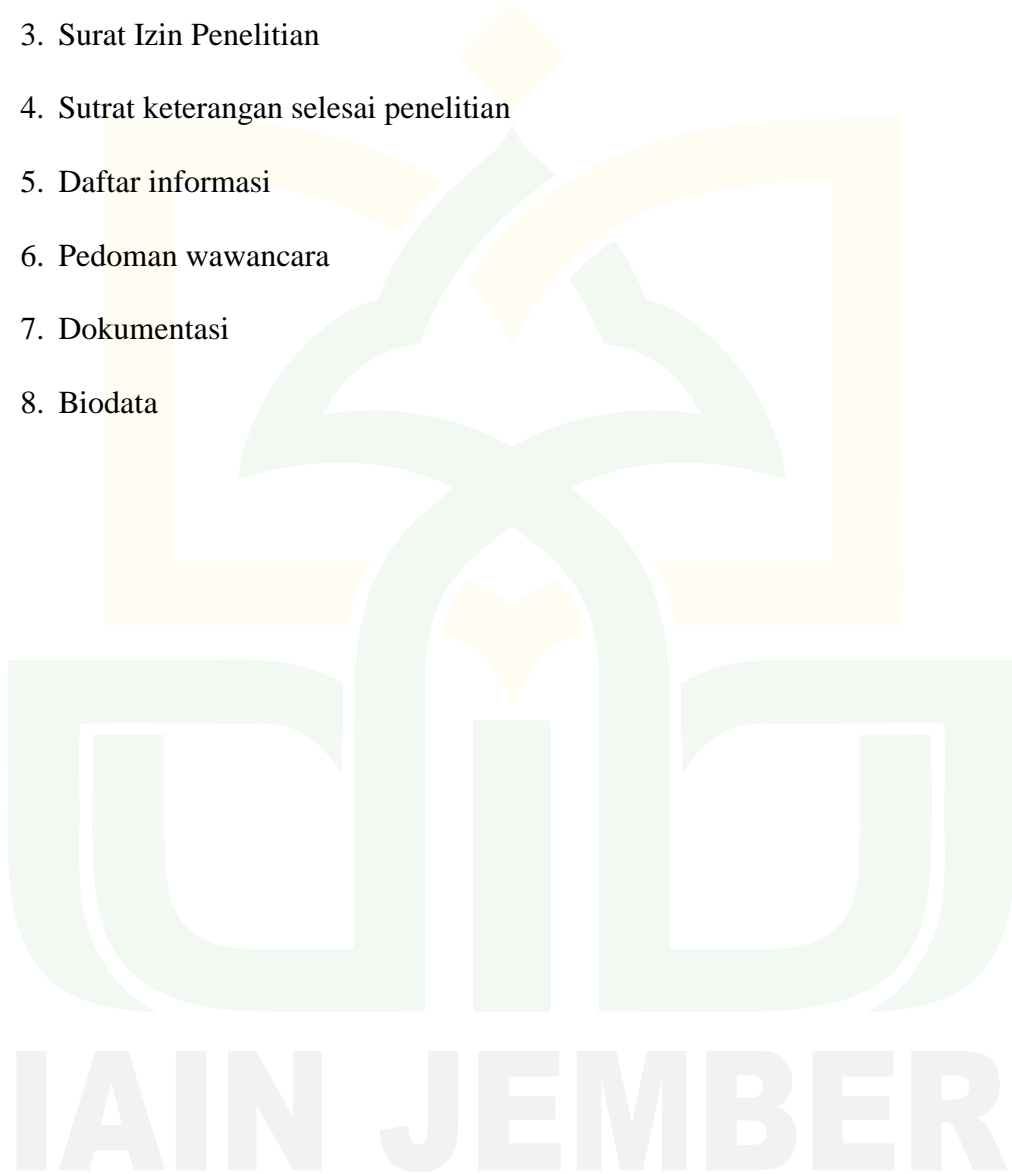 3. Surat Izin Penelitian
4. Sutrat keterangan selesai penelitian
5. Daftar informasi
6. Pedoman wawancara
7. Dokumentasi
8. Biodata
IAIN JEMBER